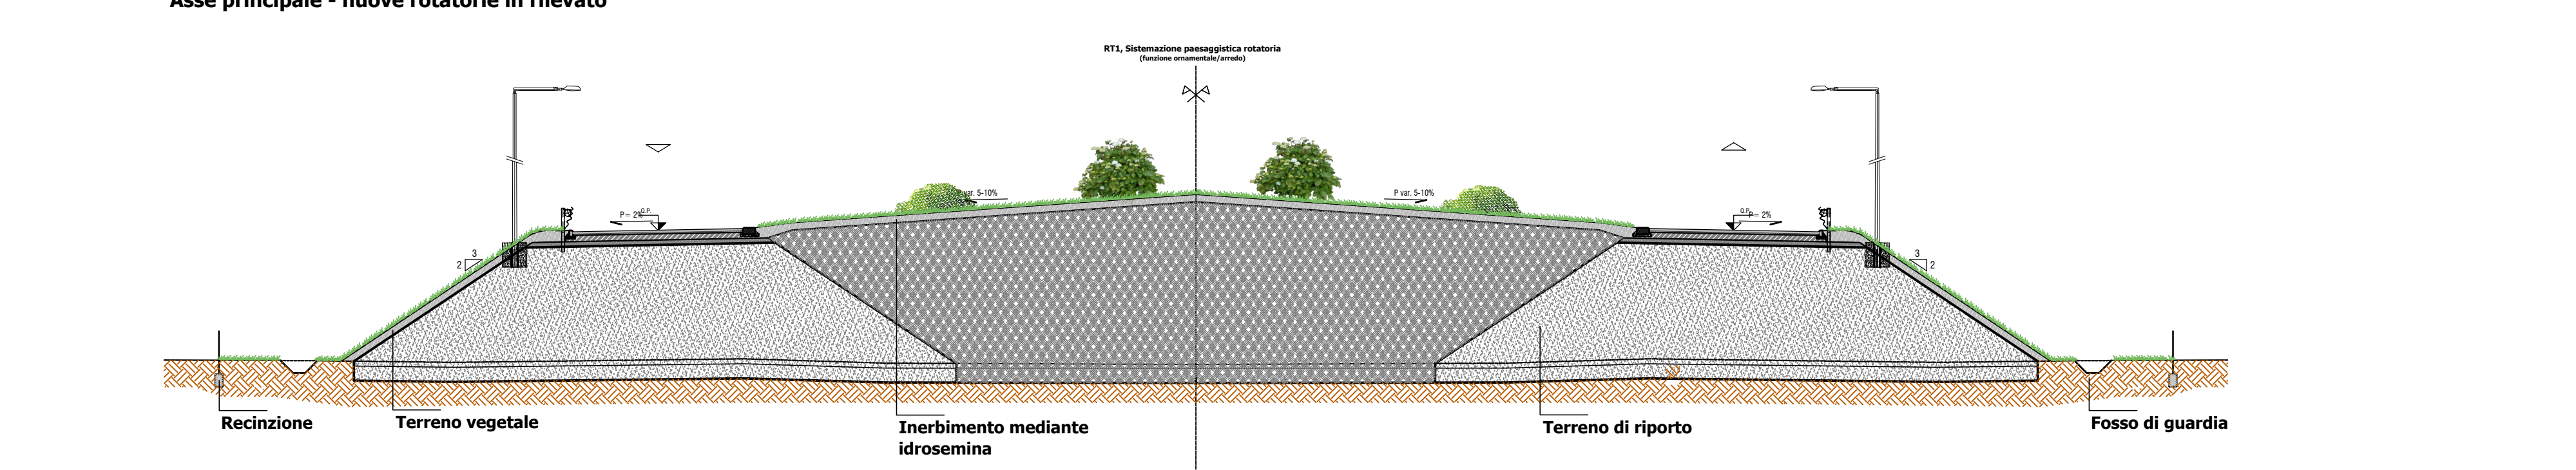 Asse principale - nuove rotatorie in rilevato
RT1, Sistemazione paesaggistica rotatoria
(funzione ornamentale/arredo)
P var. 5-10%
P var. 5-10%
P= 2%
Q.P.
Q.P.
P= 2%
3
2
3
2
Recinzione
Terreno vegetale
Inerbimento mediante
idrosemina
Terreno di riporto
Fosso di guardia